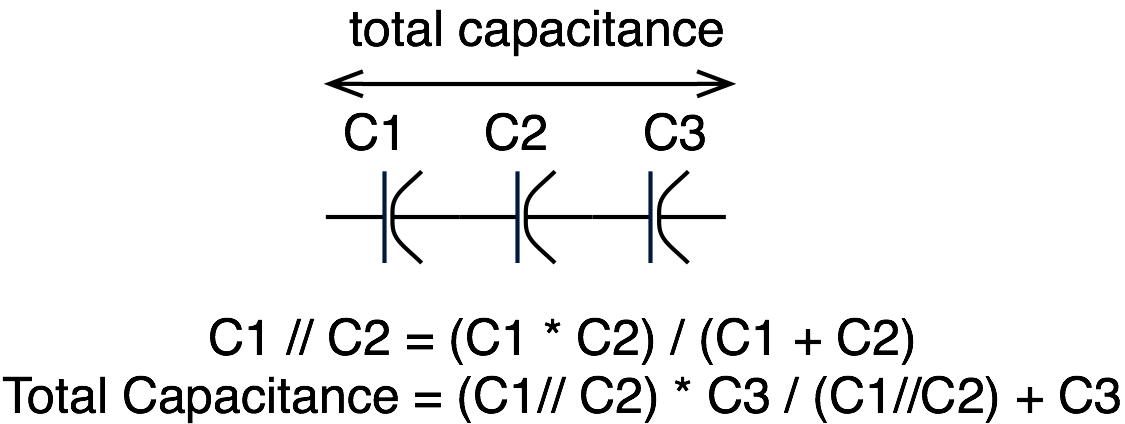 total capacitance
C1 C2 C3
C1 // C2 = (C1 * C2) / (C1 + C2)
Total Capacitance = (C1// C2) * C3 / (C1//C2) + C3